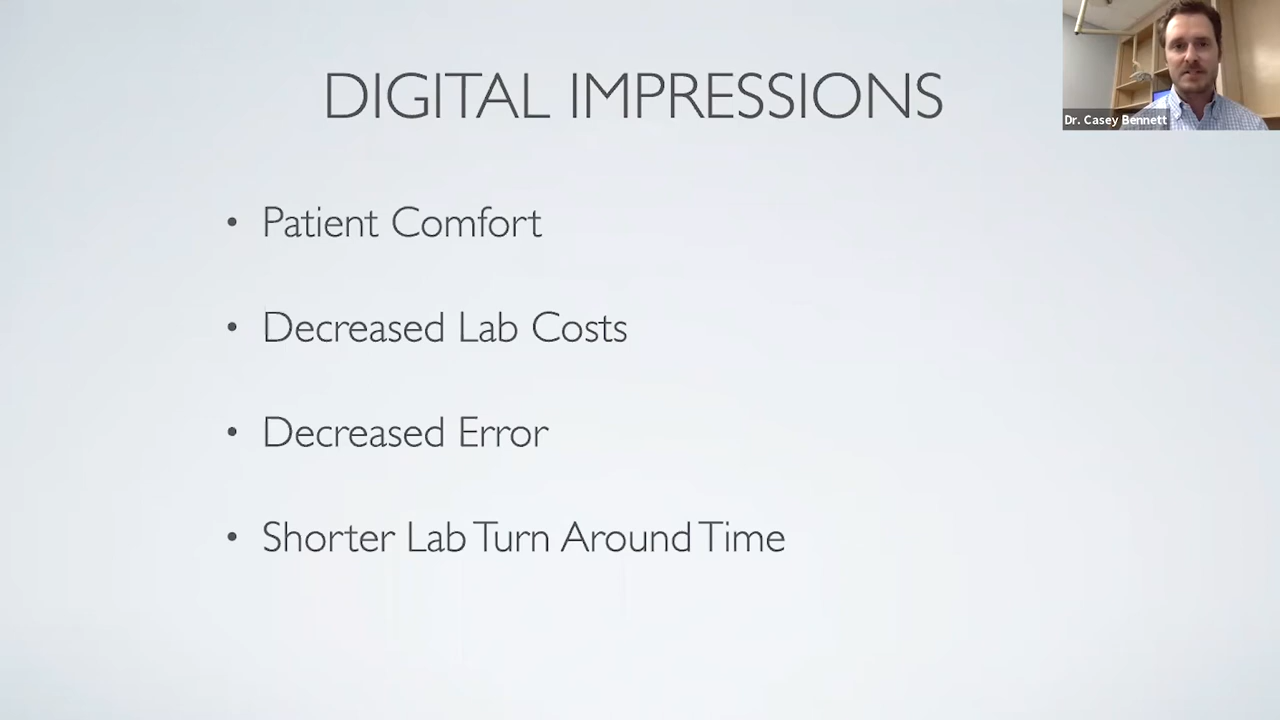 DIGITAL IMPRESSIONS
Dr. Casey Bennett
• Patient Comfort
• Decreased Lab Costs
• Decreased Error
• Shorter Lab Turn Around Time